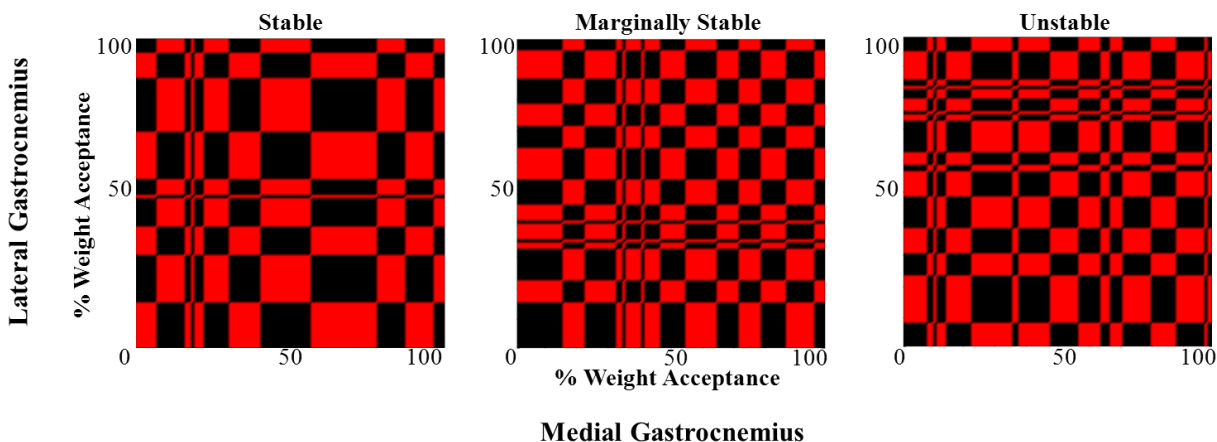 Stable
Marginally Stable
Unstable
Lateral Gastrocnemius
% Weight Acceptance
100
50
0
50
100
100
50
0
50
100
100
50
0
50
100
% Weight Acceptance
Medial Gastrocnemius